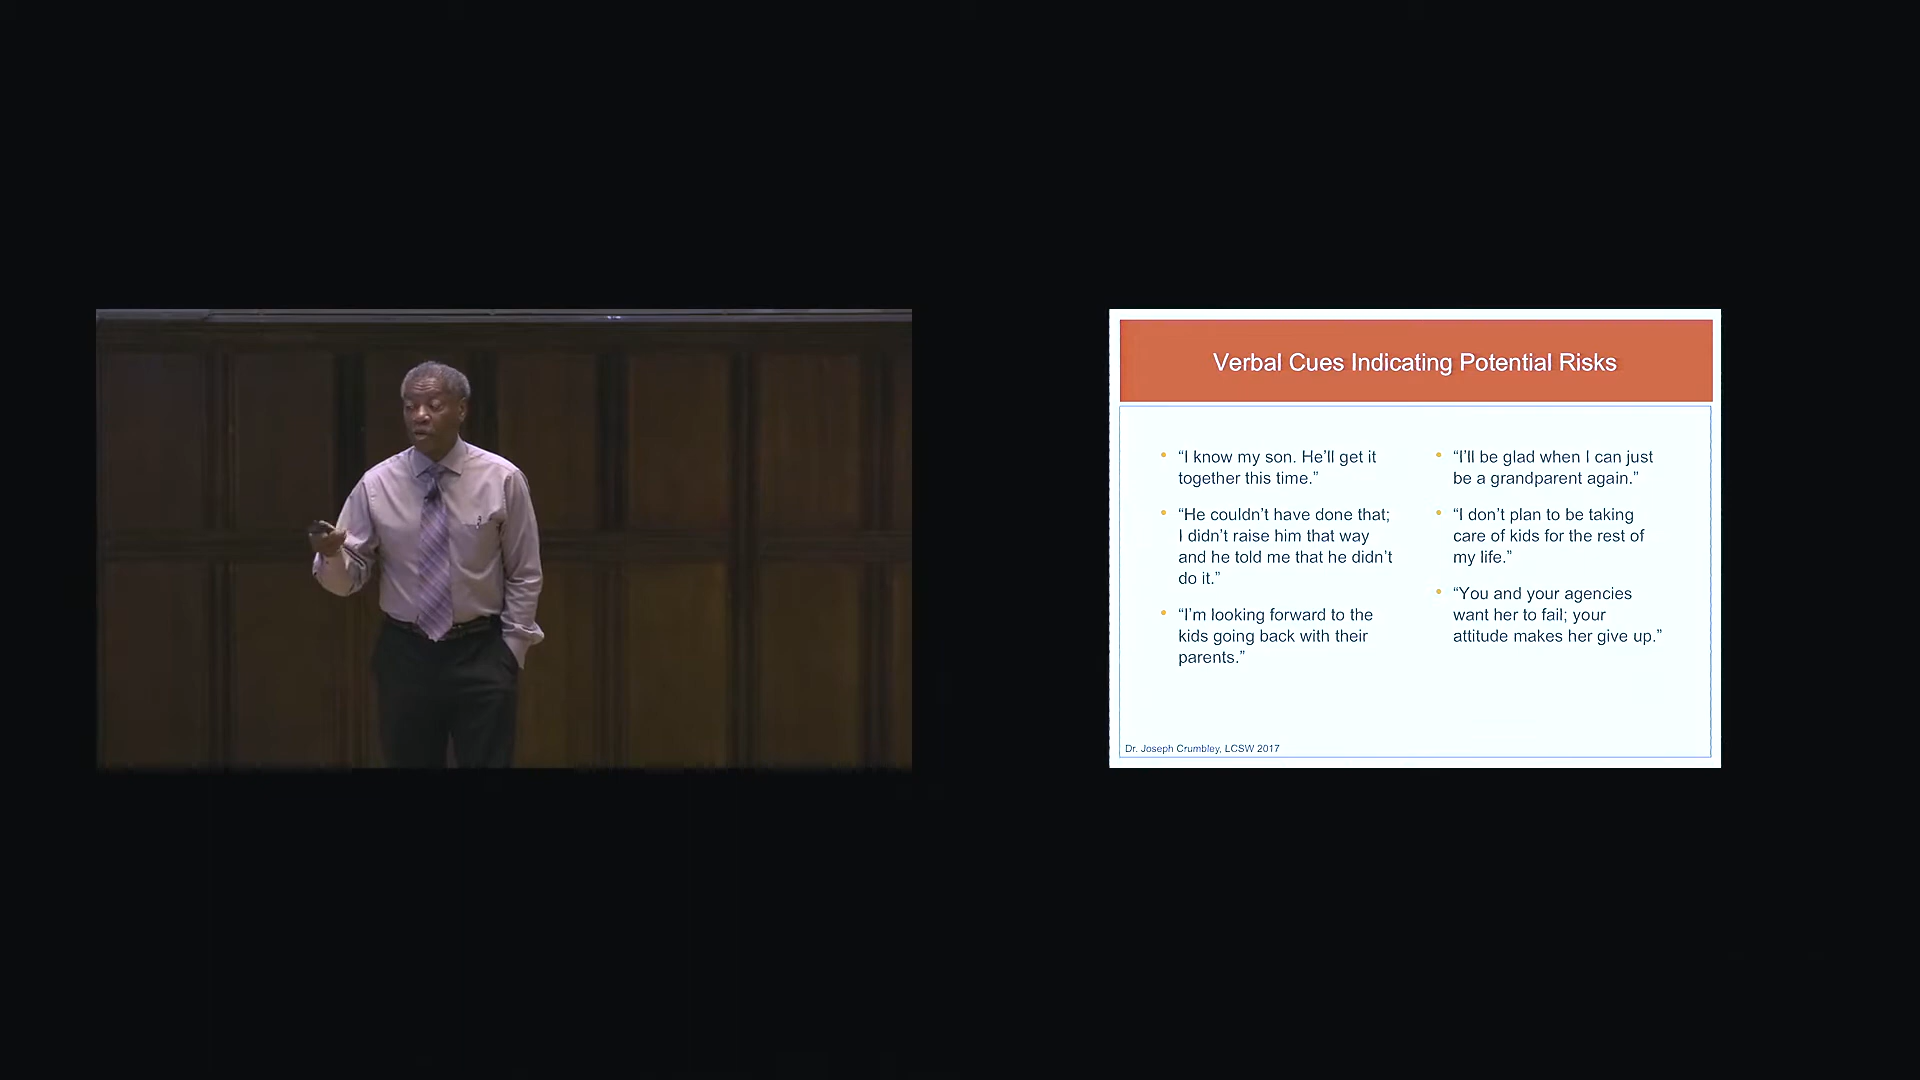 Verbal Cues Indicating Potential Risks
“I know my son. He’ll get it
together this time.”
“He couldn’t have done that;
I didn’t raise him that way
and he told me that he didn’t
do it.”
“I’m looking forward to the
kids going back with their
parents.”
“I’ll be glad when I can just
be a grandparent again.”
“I don’t plan to be taking
care of kids for the rest of
my life.”
“You and your agencies
want her to fail; your
attitude makes her give up.”
Dr. Joseph Crumbley, LCSW 2017